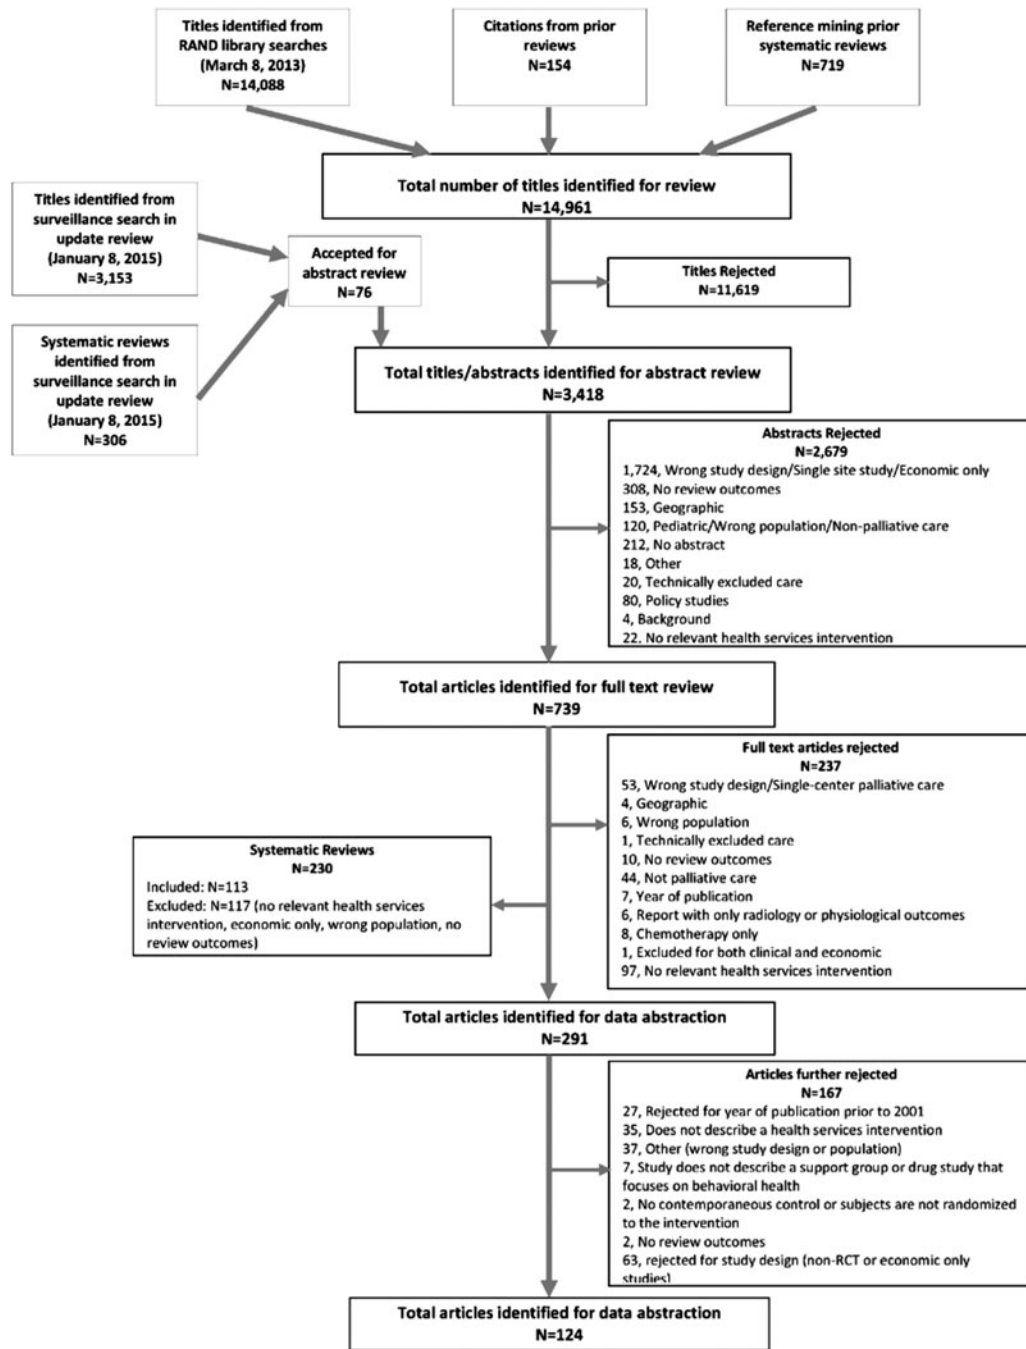 Titles identified from
RAND library searches
(March 8, 2013)
N=14,088
Citations from prior
reviews
N=154
Reference mining prior
systematic reviews
N=719
Total number of titles identified for review
N=14,961
Titles identified from
surveillance search in
update review
(January 8, 2015)
N=3,153
Accepted for
abstract review
N=76
Titles Rejected
N=11,619
Systematic reviews
identified from
surveillance search in
update review
(January 8, 2015)
N=306
Total titles/abstracts identified for abstract review
N=3,418
Abstracts Rejected
N=2,679
1,724, Wrong study design/Single site study/Economic only
308, No review outcomes
153, Geographic
120, Pediatric/Wrong population/Non-palliative care
212, No abstract
18, Other
20, Technically excluded care
80, Policy studies
4, Background
22, No relevant health services intervention
Total articles identified for full text review
N=739
Full text articles rejected
N=237
53, Wrong study design/Single-center palliative care
4, Geographic
6, Wrong population
1, Technically excluded care
10, No review outcomes
44, Not palliative care
7, Year of publication
6, Report with only radiology or physiological outcomes
8, Chemotherapy only
1, Excluded for both clinical and economic
97, No relevant health services intervention
Systematic Reviews
N=230
Included: N=113
Excluded: N=117 (no relevant health services
intervention, economic only, wrong population, no
review outcomes)
Total articles identified for data abstraction
N=291
Articles further rejected
N=167
27, Rejected for year of publication prior to 2001
35, Does not describe a health services intervention
37, Other (wrong study design or population)
7, Study does not describe a support group or drug study that
focuses on behavioral health
2, No contemporaneous control or subjects are not randomized
to the intervention
2, No review outcomes
63, rejected for study design (non-RCT or economic only
studies)
Total articles identified for data abstraction
N=124